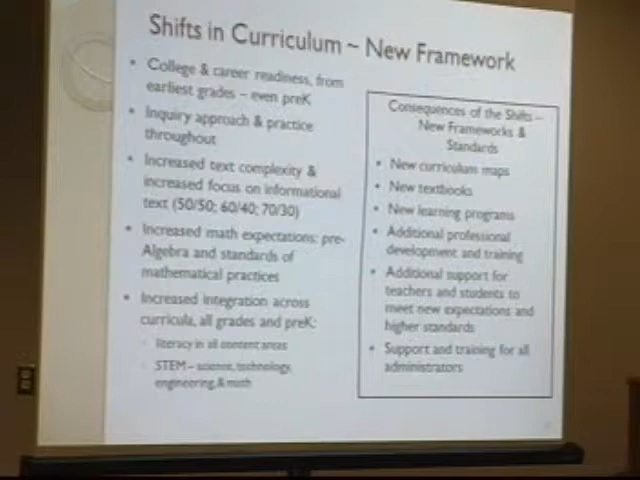 Shifts in Curriculum ~ New Framework
• College & career readiness, from
earliest grades – even preK
• Inquiry approach & practice
throughout
• Increased text complexity &
increased focus on informational
text (50/50; 60/40; 70/30)
• Increased math expectations: pre-
Algebra and standards of
mathematical practices
• Increased integration across
curricula, all grades and preK:
literacy in all content areas
STEM – science, technology,
engineering, & math
Consequences of the Shifts –
New Frameworks &
Standards
• New curriculum maps
• New textbooks
• New learning programs
• Additional professional
development and training
• Additional support for
teachers and students to
meet new expectations and
higher standards
• Support and training for all
administrators